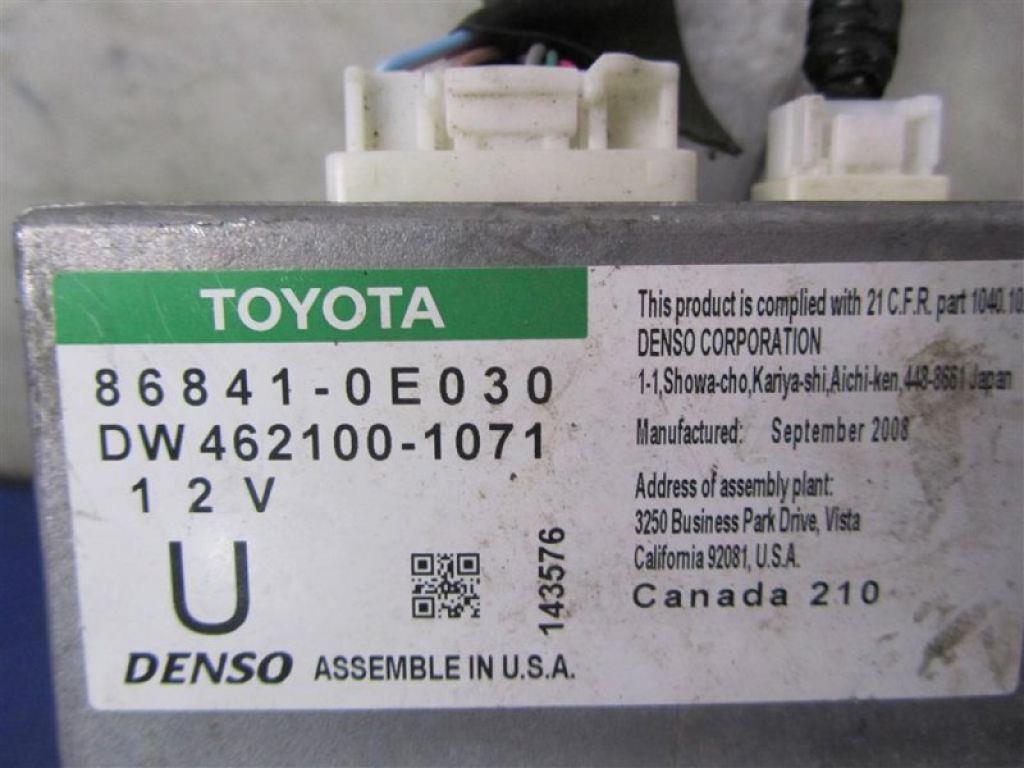 TOYOTA
86841-0E030
DW462100-1071
12V
U
143576
DENSO ASSEMBLE IN U.S.A.
This product is complied with 21 C.F.R. part 1040.10
DENSO CORPORATION
1-1,Showa-cho,Kariya-shi,Aichi-ken,448-8661 Japan
Manufactured: September 2008
Address of assembly plant:
3250 Business Park Drive, Vista
California 92081, U.S.A.
Canada 210